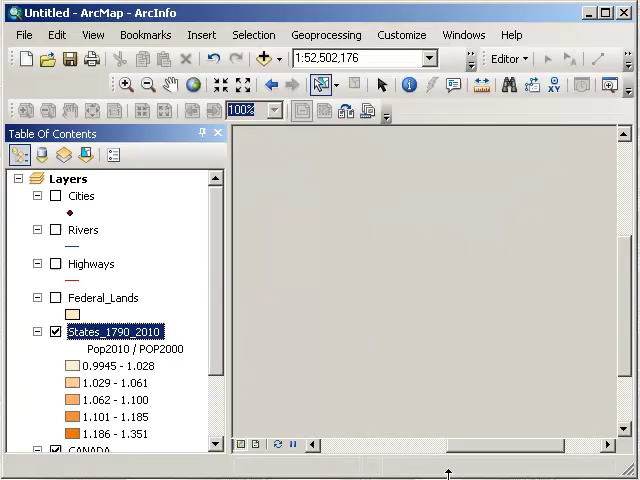 Untitled - ArcMap - ArcInfo
File Edit View Bookmarks Insert Selection Geoprocessing Customize Windows Help
1:52,502,176 Editor
XY
100%
Table Of Contents
Layers
Cities
Rivers
Highways
Federal_Lands
States_1790_2010
Pop2010 / POP2000
0.9945 - 1.028
1.029 - 1.061
1.062 - 1.100
1.101 - 1.185
1.186 - 1.351
CANADA